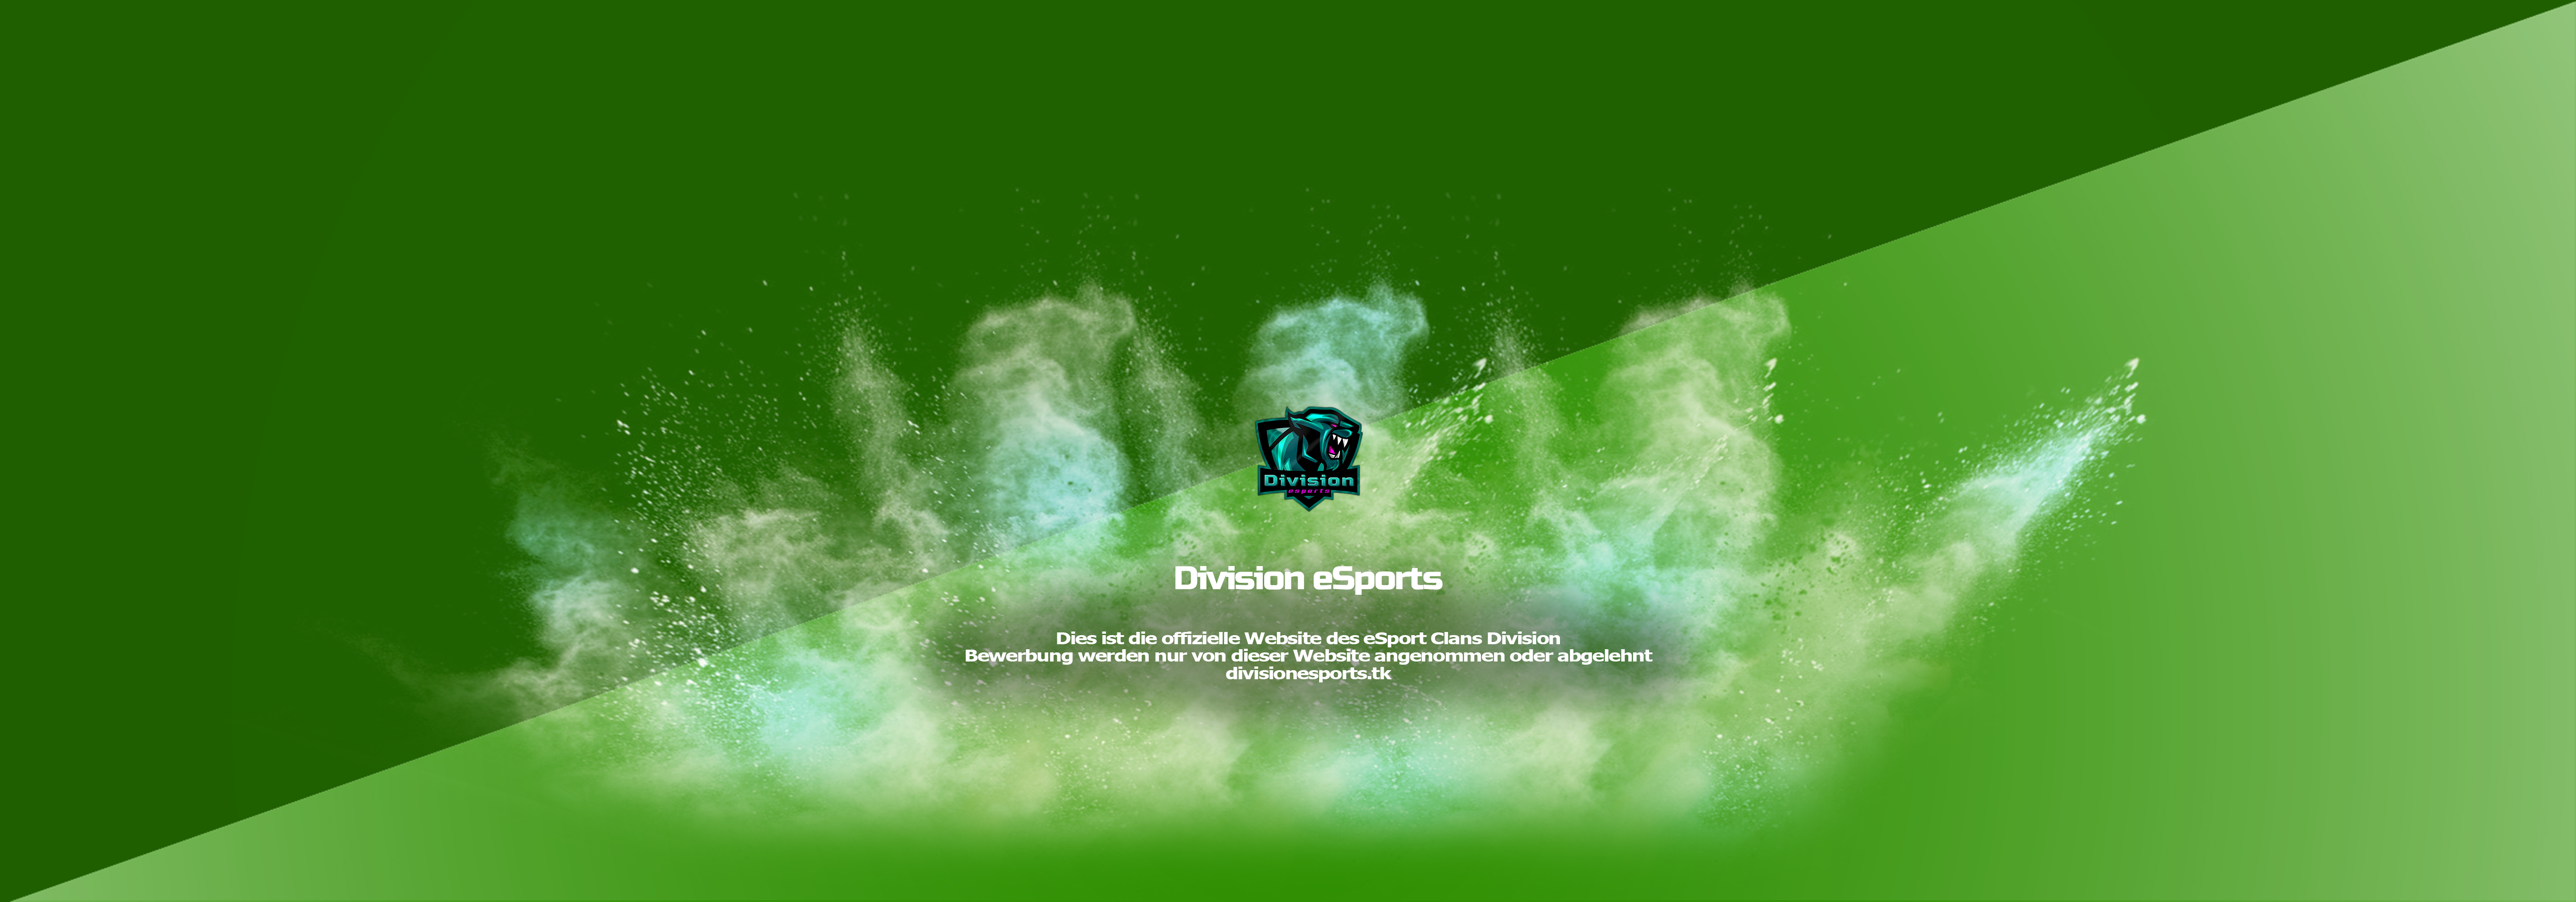 Division
esports
Division eSports
Dies ist die offizielle Website des eSport Clans Division
Bewerbung werden nur von dieser Website angenommen oder abgelehnt
divisionesports.tk